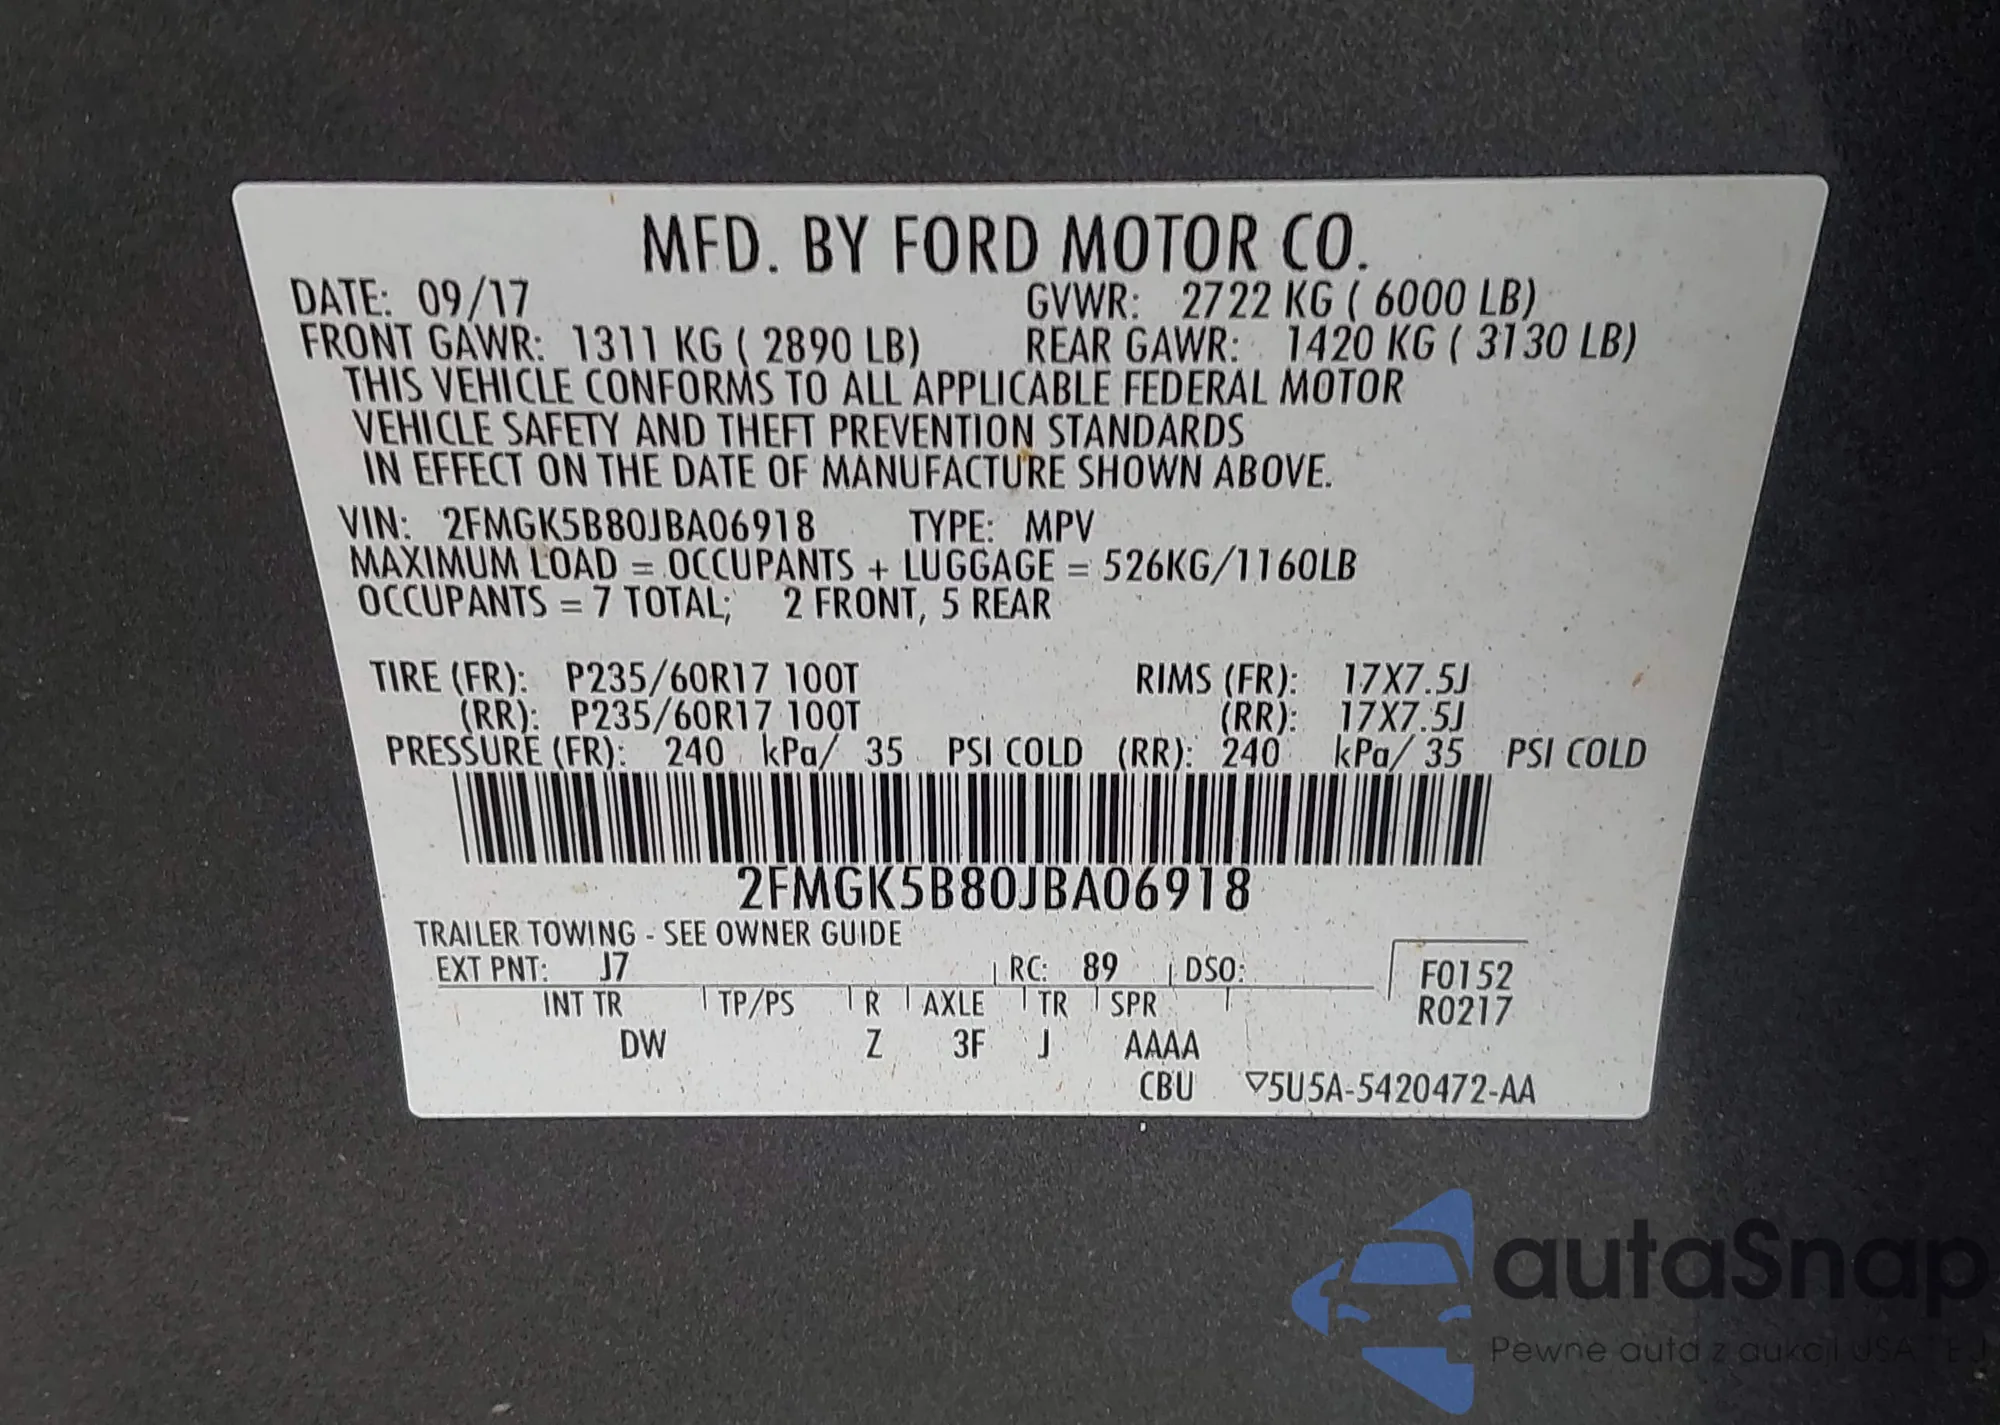 MFD. BY FORD MOTOR CO.
DATE: 09/17 GVWR: 2722 KG ( 6000 LB)
FRONT GAWR: 1311 KG ( 2890 LB) REAR GAWR: 1420 KG ( 3130 LB)
THIS VEHICLE CONFORMS TO ALL APPLICABLE FEDERAL MOTOR
VEHICLE SAFETY AND THEFT PREVENTION STANDARDS
IN EFFECT ON THE DATE OF MANUFACTURE SHOWN ABOVE.
VIN: 2FMGK5B80JBA06918 TYPE: MPV
MAXIMUM LOAD = OCCUPANTS + LUGGAGE = 526KG/1160LB
OCCUPANTS = 7 TOTAL; 2 FRONT, 5 REAR
TIRE (FR): P235/60R17 100T RIMS (FR): 17X7.5J
(RR): P235/60R17 100T (RR): 17X7.5J
PRESSURE (FR): 240 kPa/ 35 PSI COLD (RR): 240 kPa/ 35 PSI COLD
2FMGK5B80JBA06918
TRAILER TOWING - SEE OWNER GUIDE
EXT PNT: J7 RC: 89 DSO: F0152
INT TR TP/PS R AXLE TR SPR R0217
DW Z 3F J AAAA
CBU ▽5U5A-5420472-AA
autaSnap
Pewne auta z aukcji USA i EJ